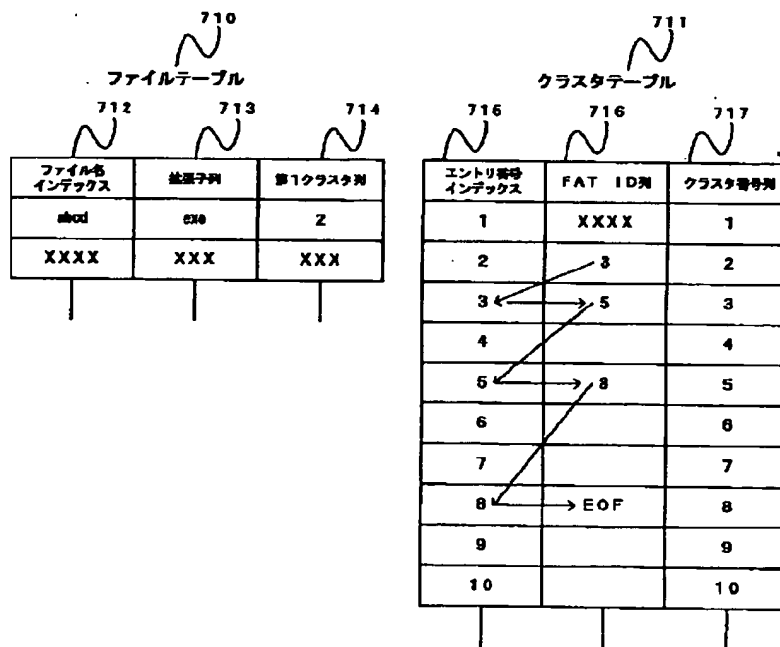 710
ファイルテーブル
712 713 714
ファイル名
インデックス
拡張子列
第1クラスタ列
abcd exe 2
XXXX XXX XXX
711
クラスタテーブル
715 716 717
エントリ番号
インデックス
FAT ID列
クラスタ番号列
1 XXXX 1
2 3 2
3 5 3
4 4
5 8 5
6 6
7 7
8 EOF 8
9 9
10 10